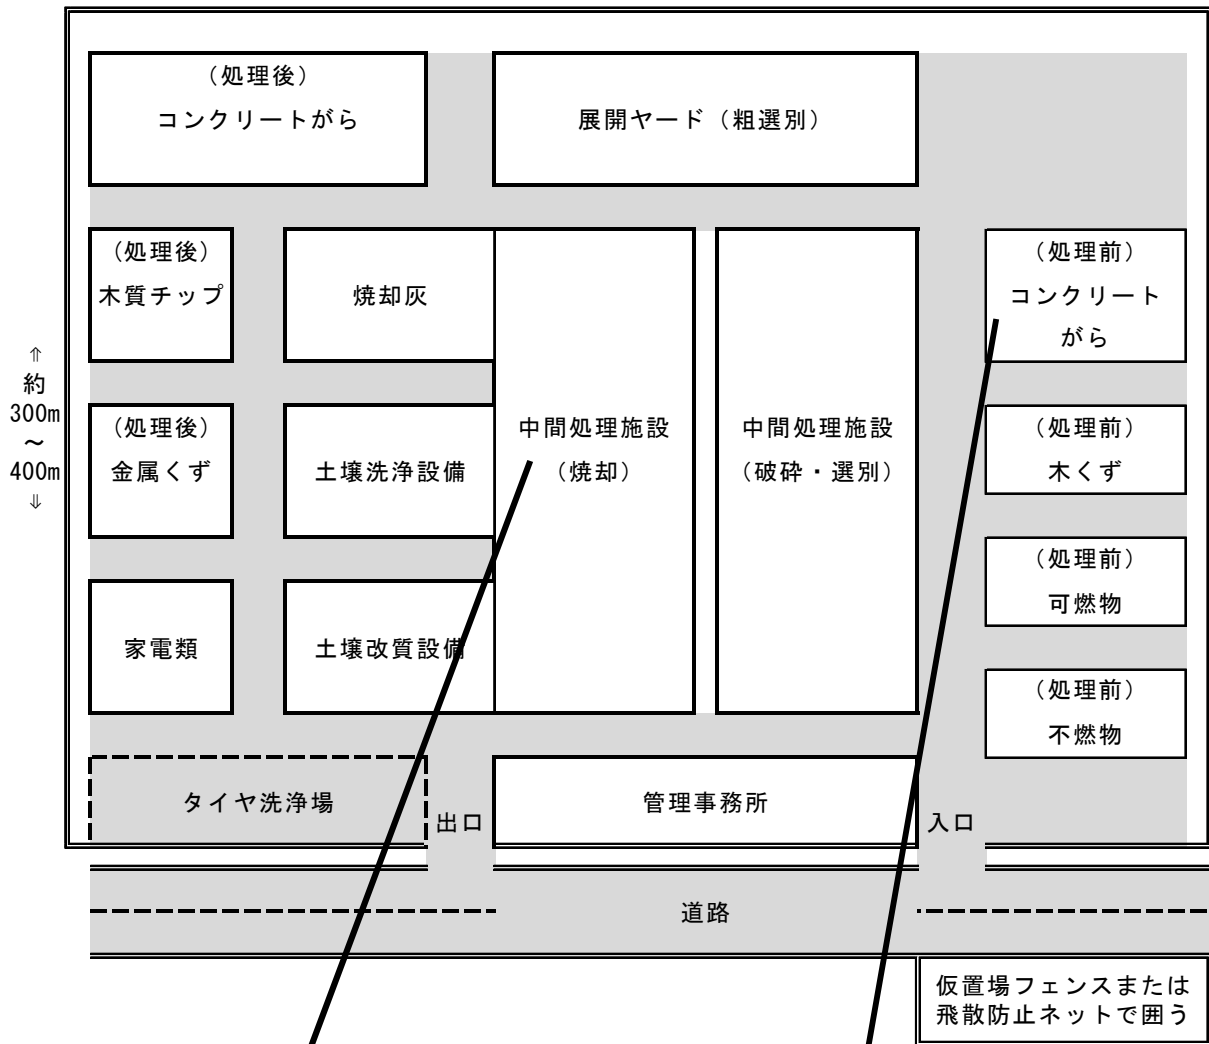 （処理後）
コンクリートがら
展開ヤード（粗選別）
（処理後）
木質チップ
焼却灰
（処理前）
コンクリート
がら
⇑
約
300m
～
400m
⇓
（処理後）
金属くず
土壌洗浄設備
中間処理施設
（焼却）
中間処理施設
（破砕・選別）
（処理前）
木くず
（処理前）
可燃物
家電類
土壌改質設備
（処理前）
不燃物
タイヤ洗浄場
出口
管理事務所
入口
道路
仮置場フェンスまたは
飛散防止ネットで囲う